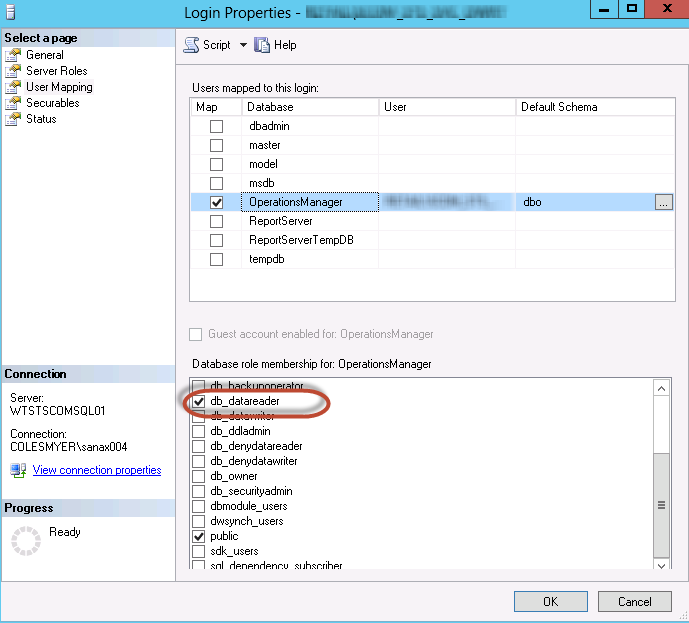 Login Properties -
Select a page
General
Server Roles
User Mapping
Securables
Status
Script
Help
Users mapped to this login:
Map Database User Default Schema
dbadmin
master
model
msdb
OperationsManager dbo ...
ReportServer
ReportServerTempDB
tempdb
Guest account enabled for: OperationsManager
Database role membership for: OperationsManager
db_backupoperator
db_datareader
db_datawriter
db_ddladmin
db_denydatareader
db_denydatawriter
db_owner
db_securityadmin
dbmodule_users
dwsynch_users
public
sdk_users
sql_dependency_subscriber
Connection
Server:
WTSTSCOMSQL01
Connection:
COLESMYER\sanax004
View connection properties
Progress
Ready
OK
Cancel